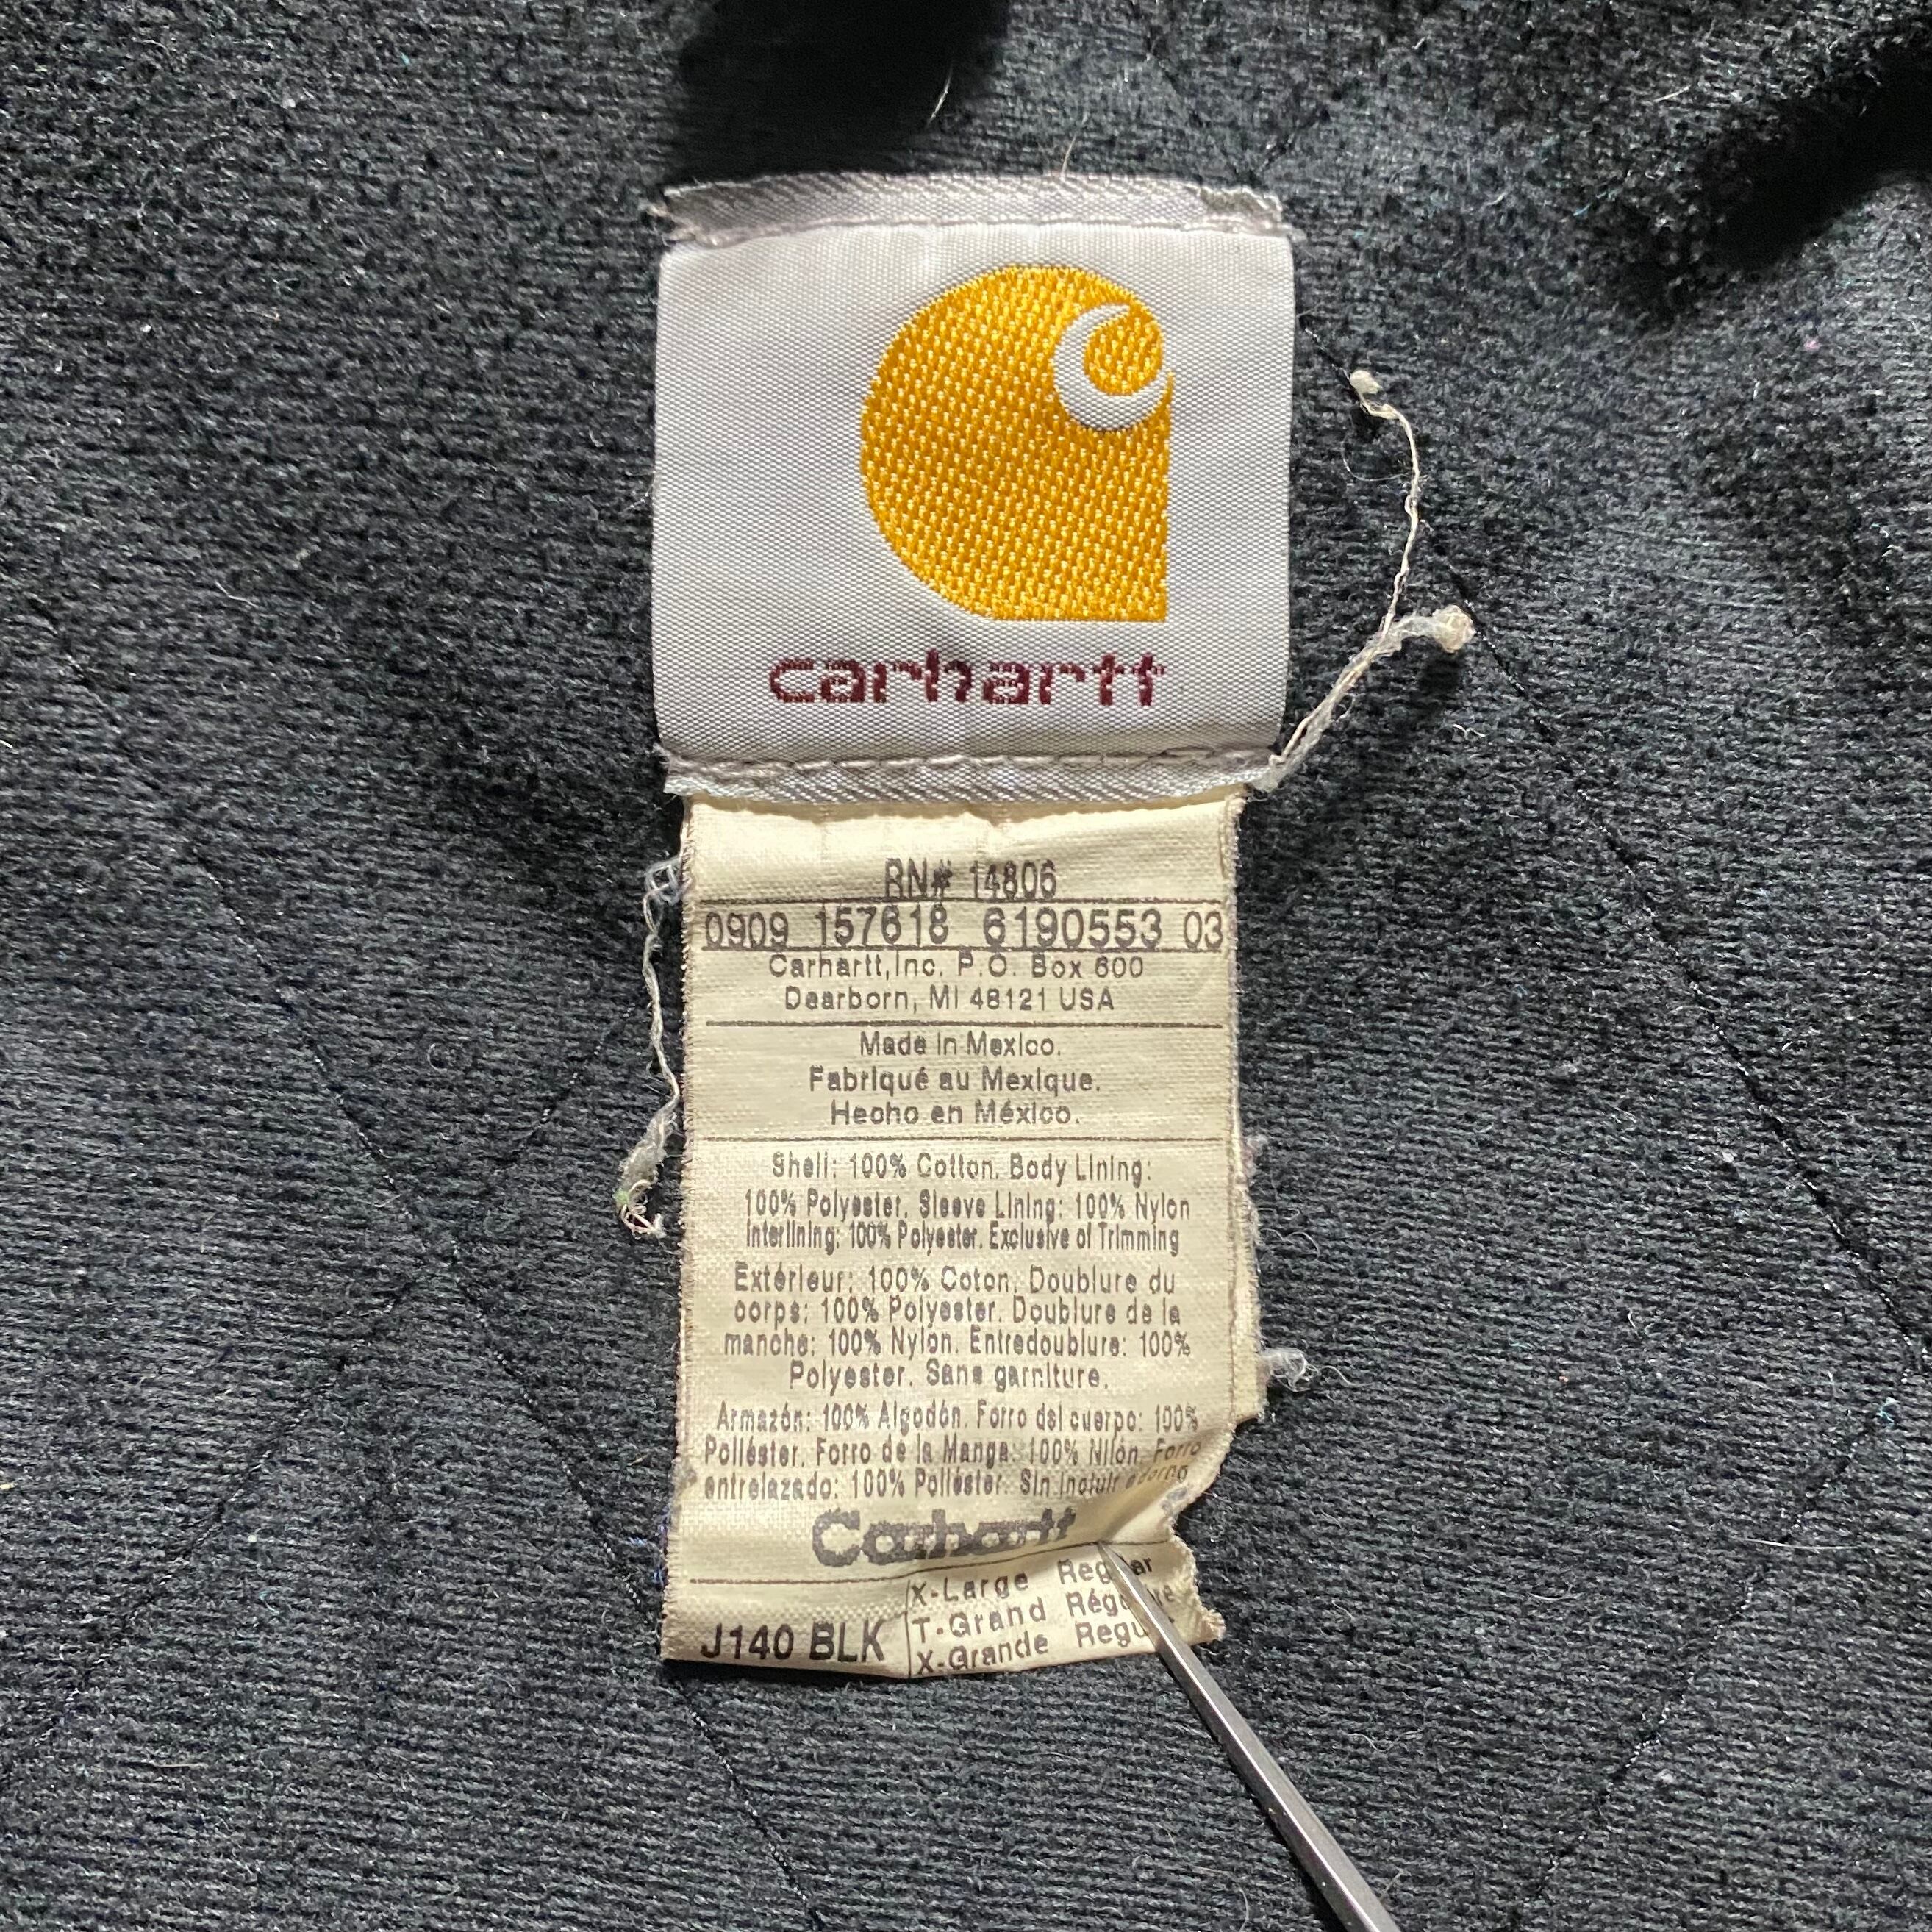 carhartt
RN# 14806
0909 157618 6190553 03
Carhartt, Inc. P.O. Box 600
Dearborn, MI 48121 USA
Made in Mexico.
Fabriqué au Mexique.
Hecho en México.
Shell: 100% Cotton. Body Lining:
100% Polyester. Sleeve Lining: 100% Nylon
Interlining: 100% Polyester. Exclusive of Trimming
Extérieur: 100% Coton. Doublure du
corps: 100% Polyester. Doublure de la
manche: 100% Nylon. Entredoublure: 100%
Polyester. Sans garniture.
Armazón: 100% Algodón. Forro del cuerpo: 100%
Poliéster. Forro de la Manga: 100% Nilón. Forro
entrelazado: 100% Poliéster. Sin incluir adorno
Carhartt
J140 BLK
X-Large
T-Grand
X-Grande